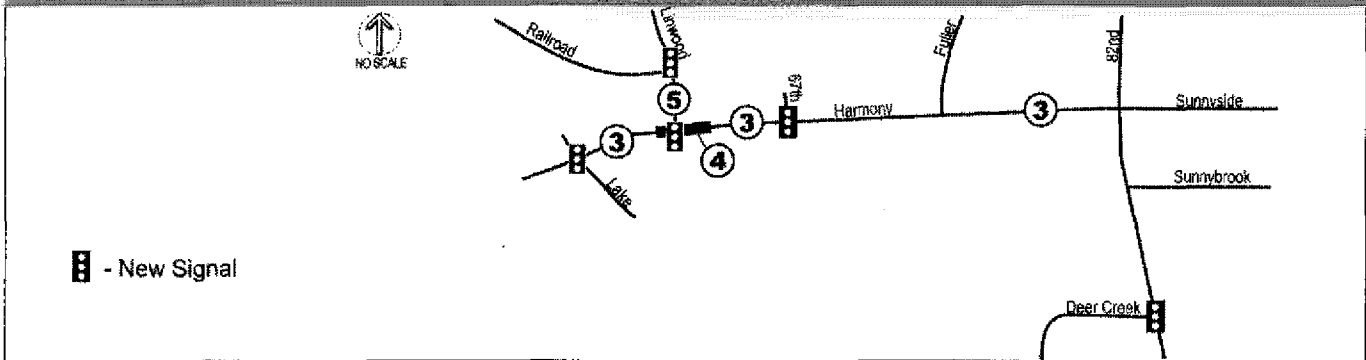 NO SCALE
Railroad
Linwood
Fuller
82nd
67th
5
3
Harmony
3
Sunnyside
3
4
Sunnybrook
Lake
- New Signal
Deer Creek